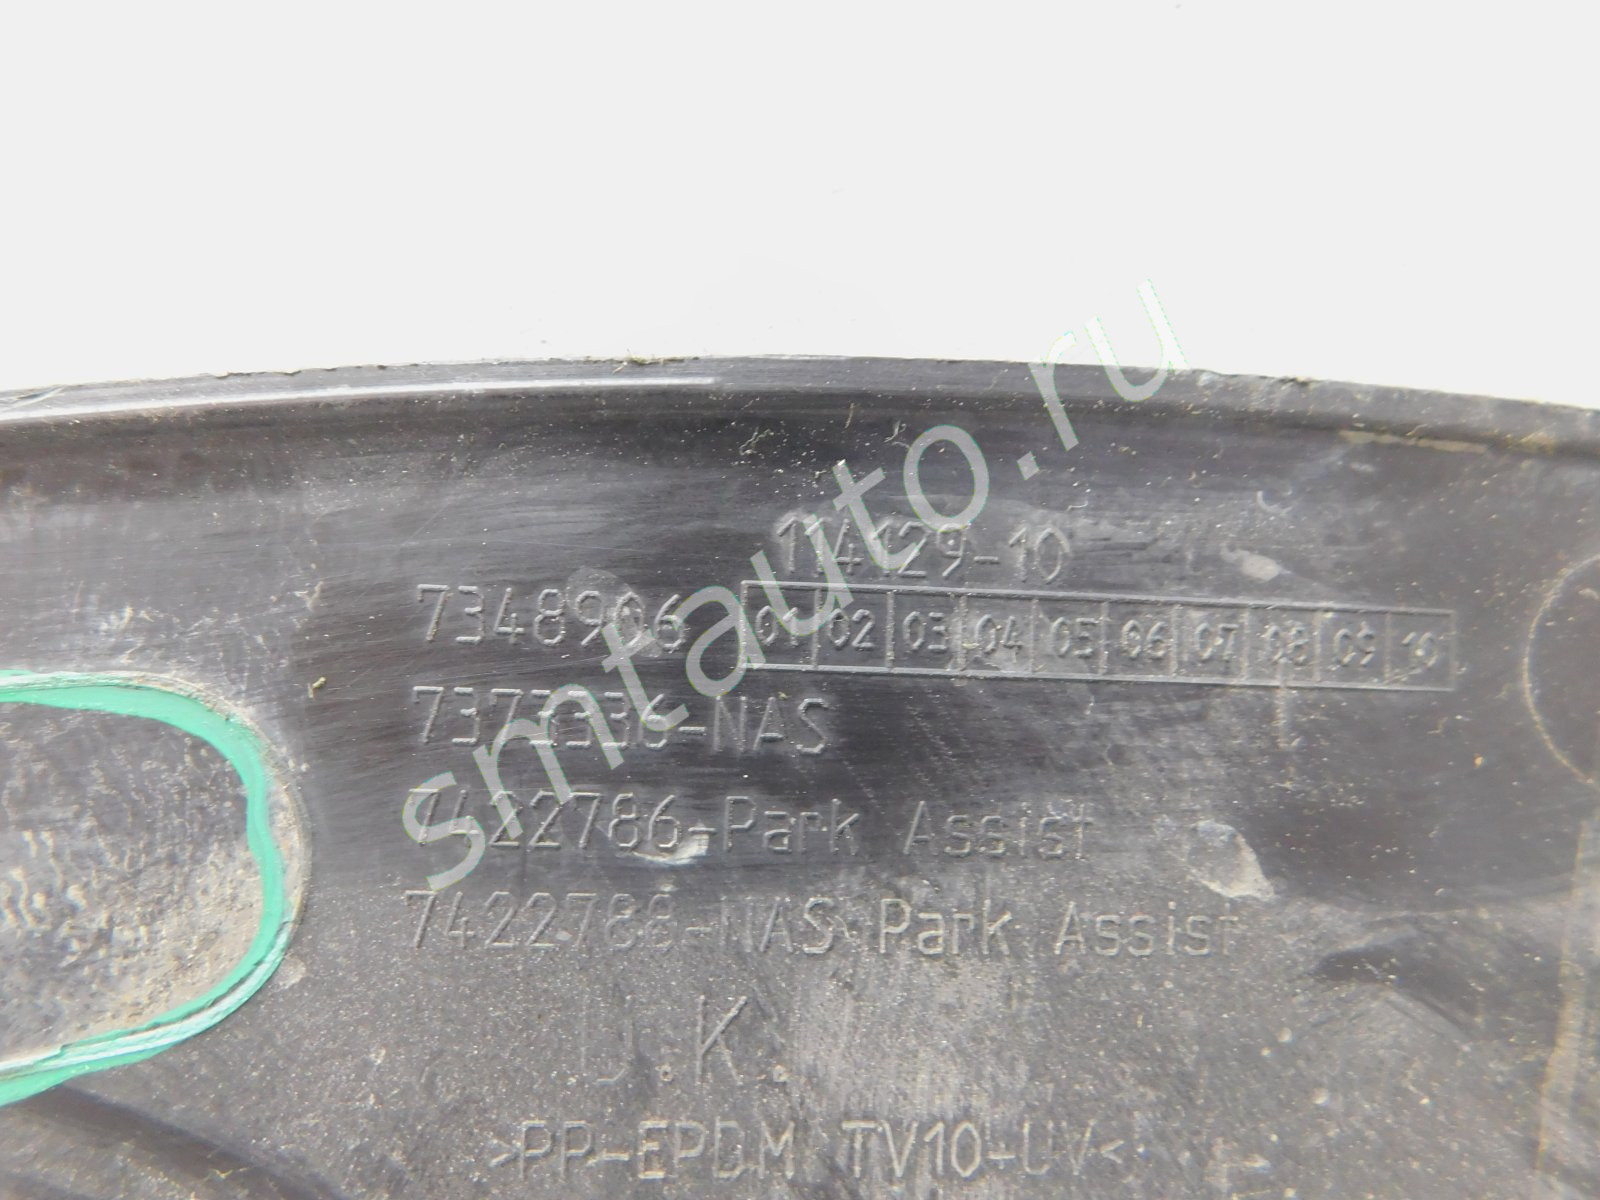 114129-10
7348906
01 02 03 04 05 06 07 08 09 10
7422786-Park Assist
7422788-NAS Park Assist
U.K.
>PP-EPDM TV10-UV<
smtauto.ru